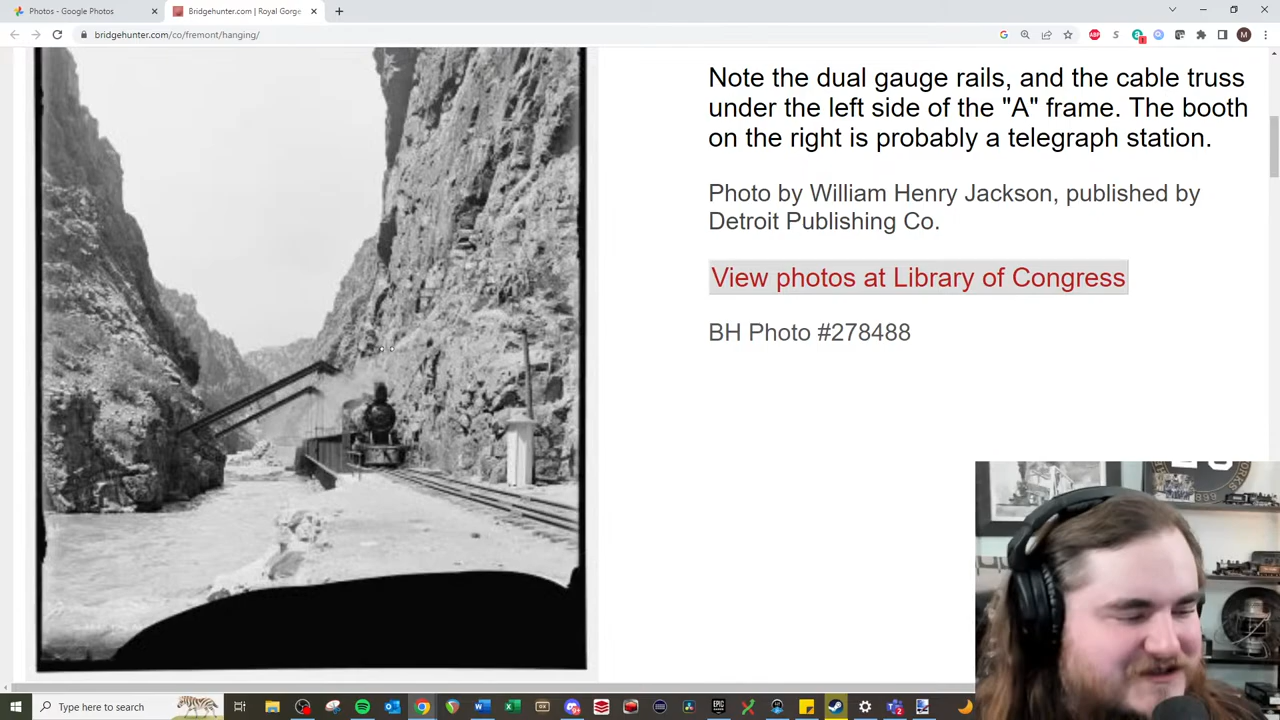 Photos - Google Photos
Bridgehunter.com | Royal Gorge
bridgehunter.com/co/fremont/hanging/
Note the dual gauge rails, and the cable truss
under the left side of the "A" frame. The booth
on the right is probably a telegraph station.
Photo by William Henry Jackson, published by
Detroit Publishing Co.
View photos at Library of Congress
BH Photo #278488
Type here to search